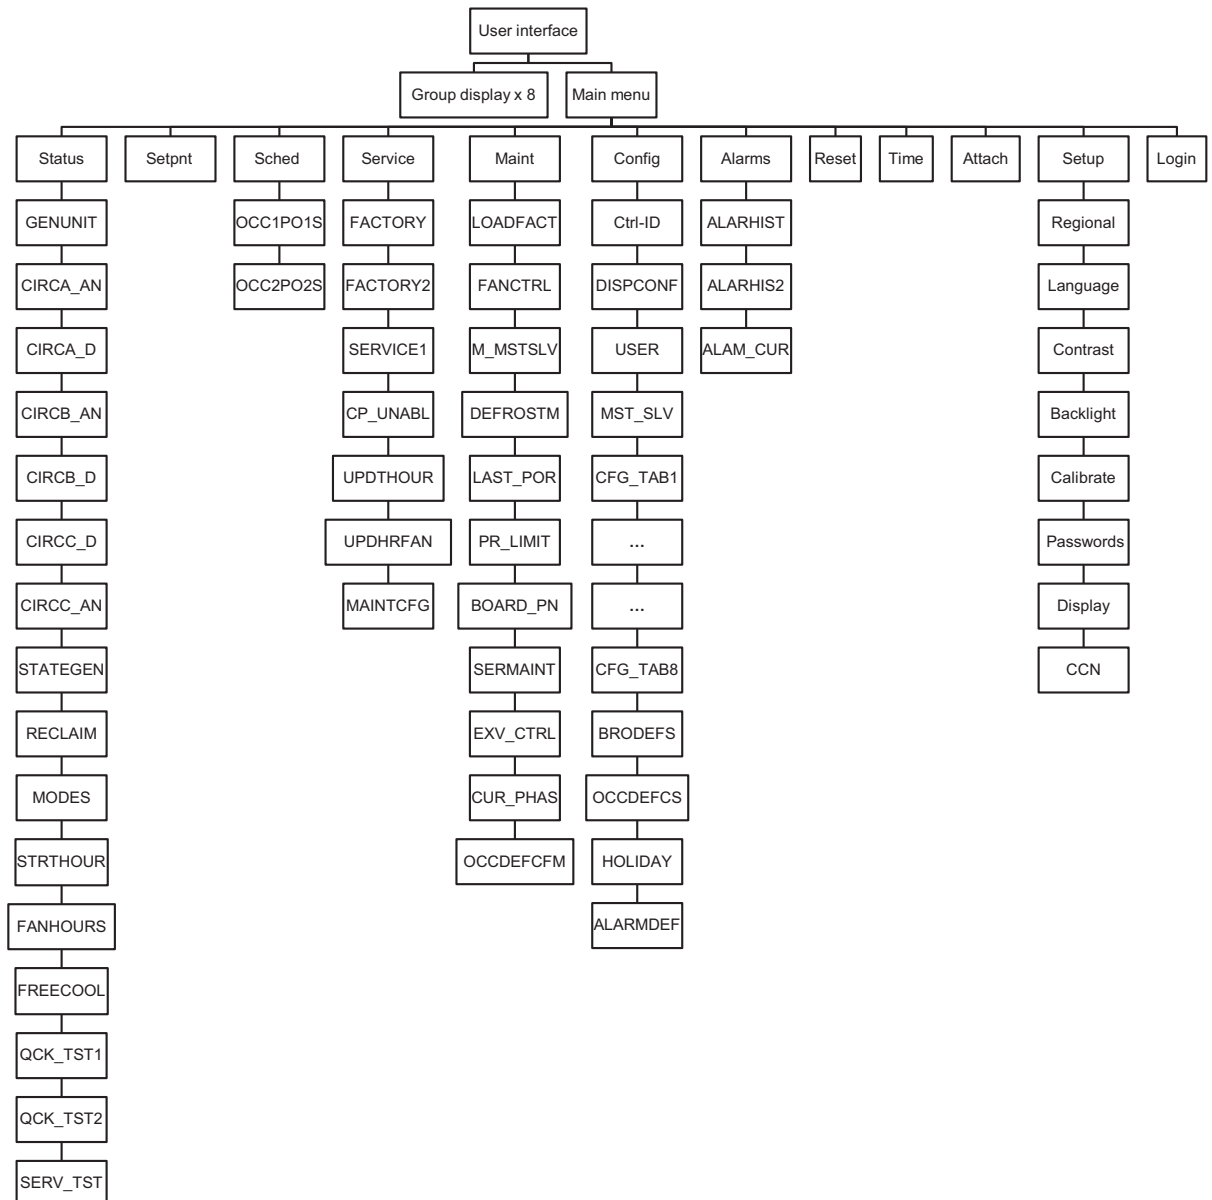 User interface
Group display x 8
Main menu
Status
Setpnt
Sched
Service
Maint
Config
Alarms
Reset
Time
Attach
Setup
Login
GENUNIT
OCC1PO1S
FACTORY
LOADFACT
Ctrl-ID
ALARHIST
Regional
CIRCA_AN
OCC2PO2S
FACTORY2
FANCTRL
DISPCONF
ALARHIS2
Language
CIRCA_D
SERVICE1
M_MSTSLV
USER
ALAM_CUR
Contrast
CIRCB_AN
CP_UNABL
DEFROSTM
MST_SLV
Backlight
CIRCB_D
UPDTHOUR
LAST_POR
CFG_TAB1
Calibrate
CIRCC_D
UPDHRFAN
PR_LIMIT
...
Passwords
CIRCC_AN
MAINTCFG
BOARD_PN
...
Display
STATEGEN
SERMAINT
CFG_TAB8
CCN
RECLAIM
EXV_CTRL
BRODEFS
MODES
CUR_PHAS
OCCDEFCS
STRTHOUR
OCCDEFCFM
HOLIDAY
FANHOURS
ALARMDEF
FREECOOL
QCK_TST1
QCK_TST2
SERV_TST